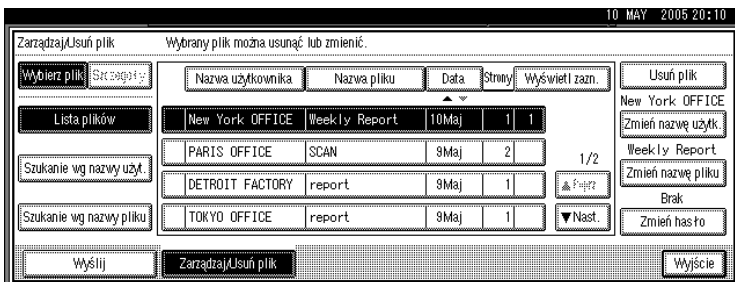 10 MAY 2005 20:10
Zarządzaj/Usuń plik Wybrany plik można usunąć lub zmienić.
Wybierz plik Szczegóły Nazwa użytkownika Nazwa pliku Data Strony Wyświetl zazn. Usuń plik
New York OFFICE
Lista plików New York OFFICE Weekly Report 10Maj 1 1 Zmień nazwę użytk.
PARIS OFFICE SCAN 9Maj 2 1/2 Weekly Report
Szukanie wg nazwy użyt. Zmień nazwę pliku
DETROIT FACTORY report 9Maj 1 ▲Poprz
Brak
Szukanie wg nazwy pliku TOKYO OFFICE report 9Maj 1 ▼Nast. Zmień hasło
Wyślij Zarządzaj/Usuń plik Wyjście